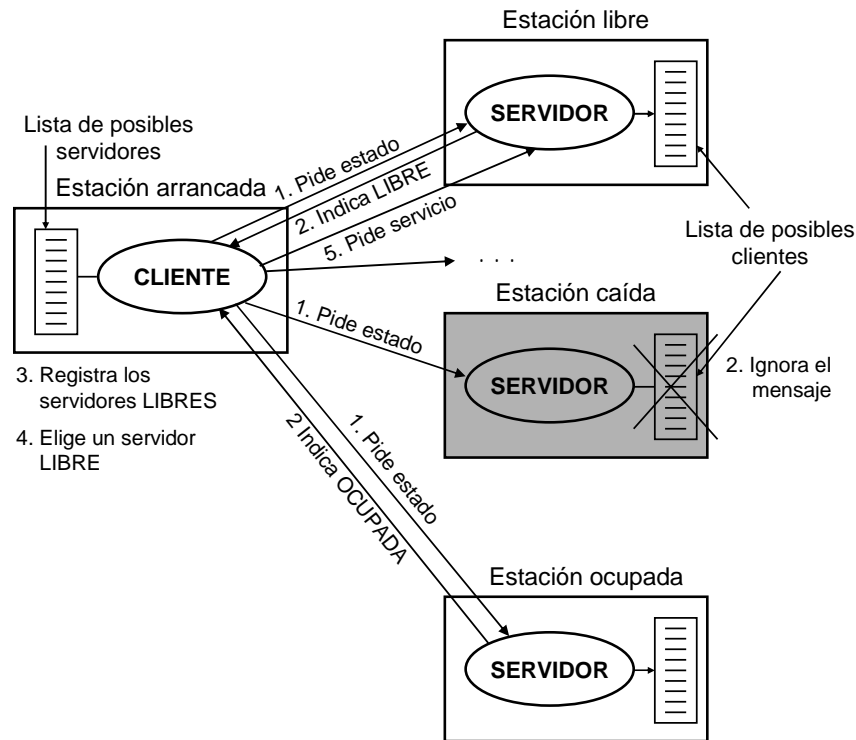 Estación libre
SERVIDOR
Lista de posibles
servidores
Estación arrancada
1. Pide estado
2. Indica LIBRE
5. Pide servicio
CLIENTE
. . .
Lista de posibles
clientes
Estación caída
1. Pide estado
SERVIDOR
2. Ignora el
mensaje
3. Registra los
servidores LIBRES
4. Elige un servidor
LIBRE
1. Pide estado
2 Indica OCUPADA
Estación ocupada
SERVIDOR